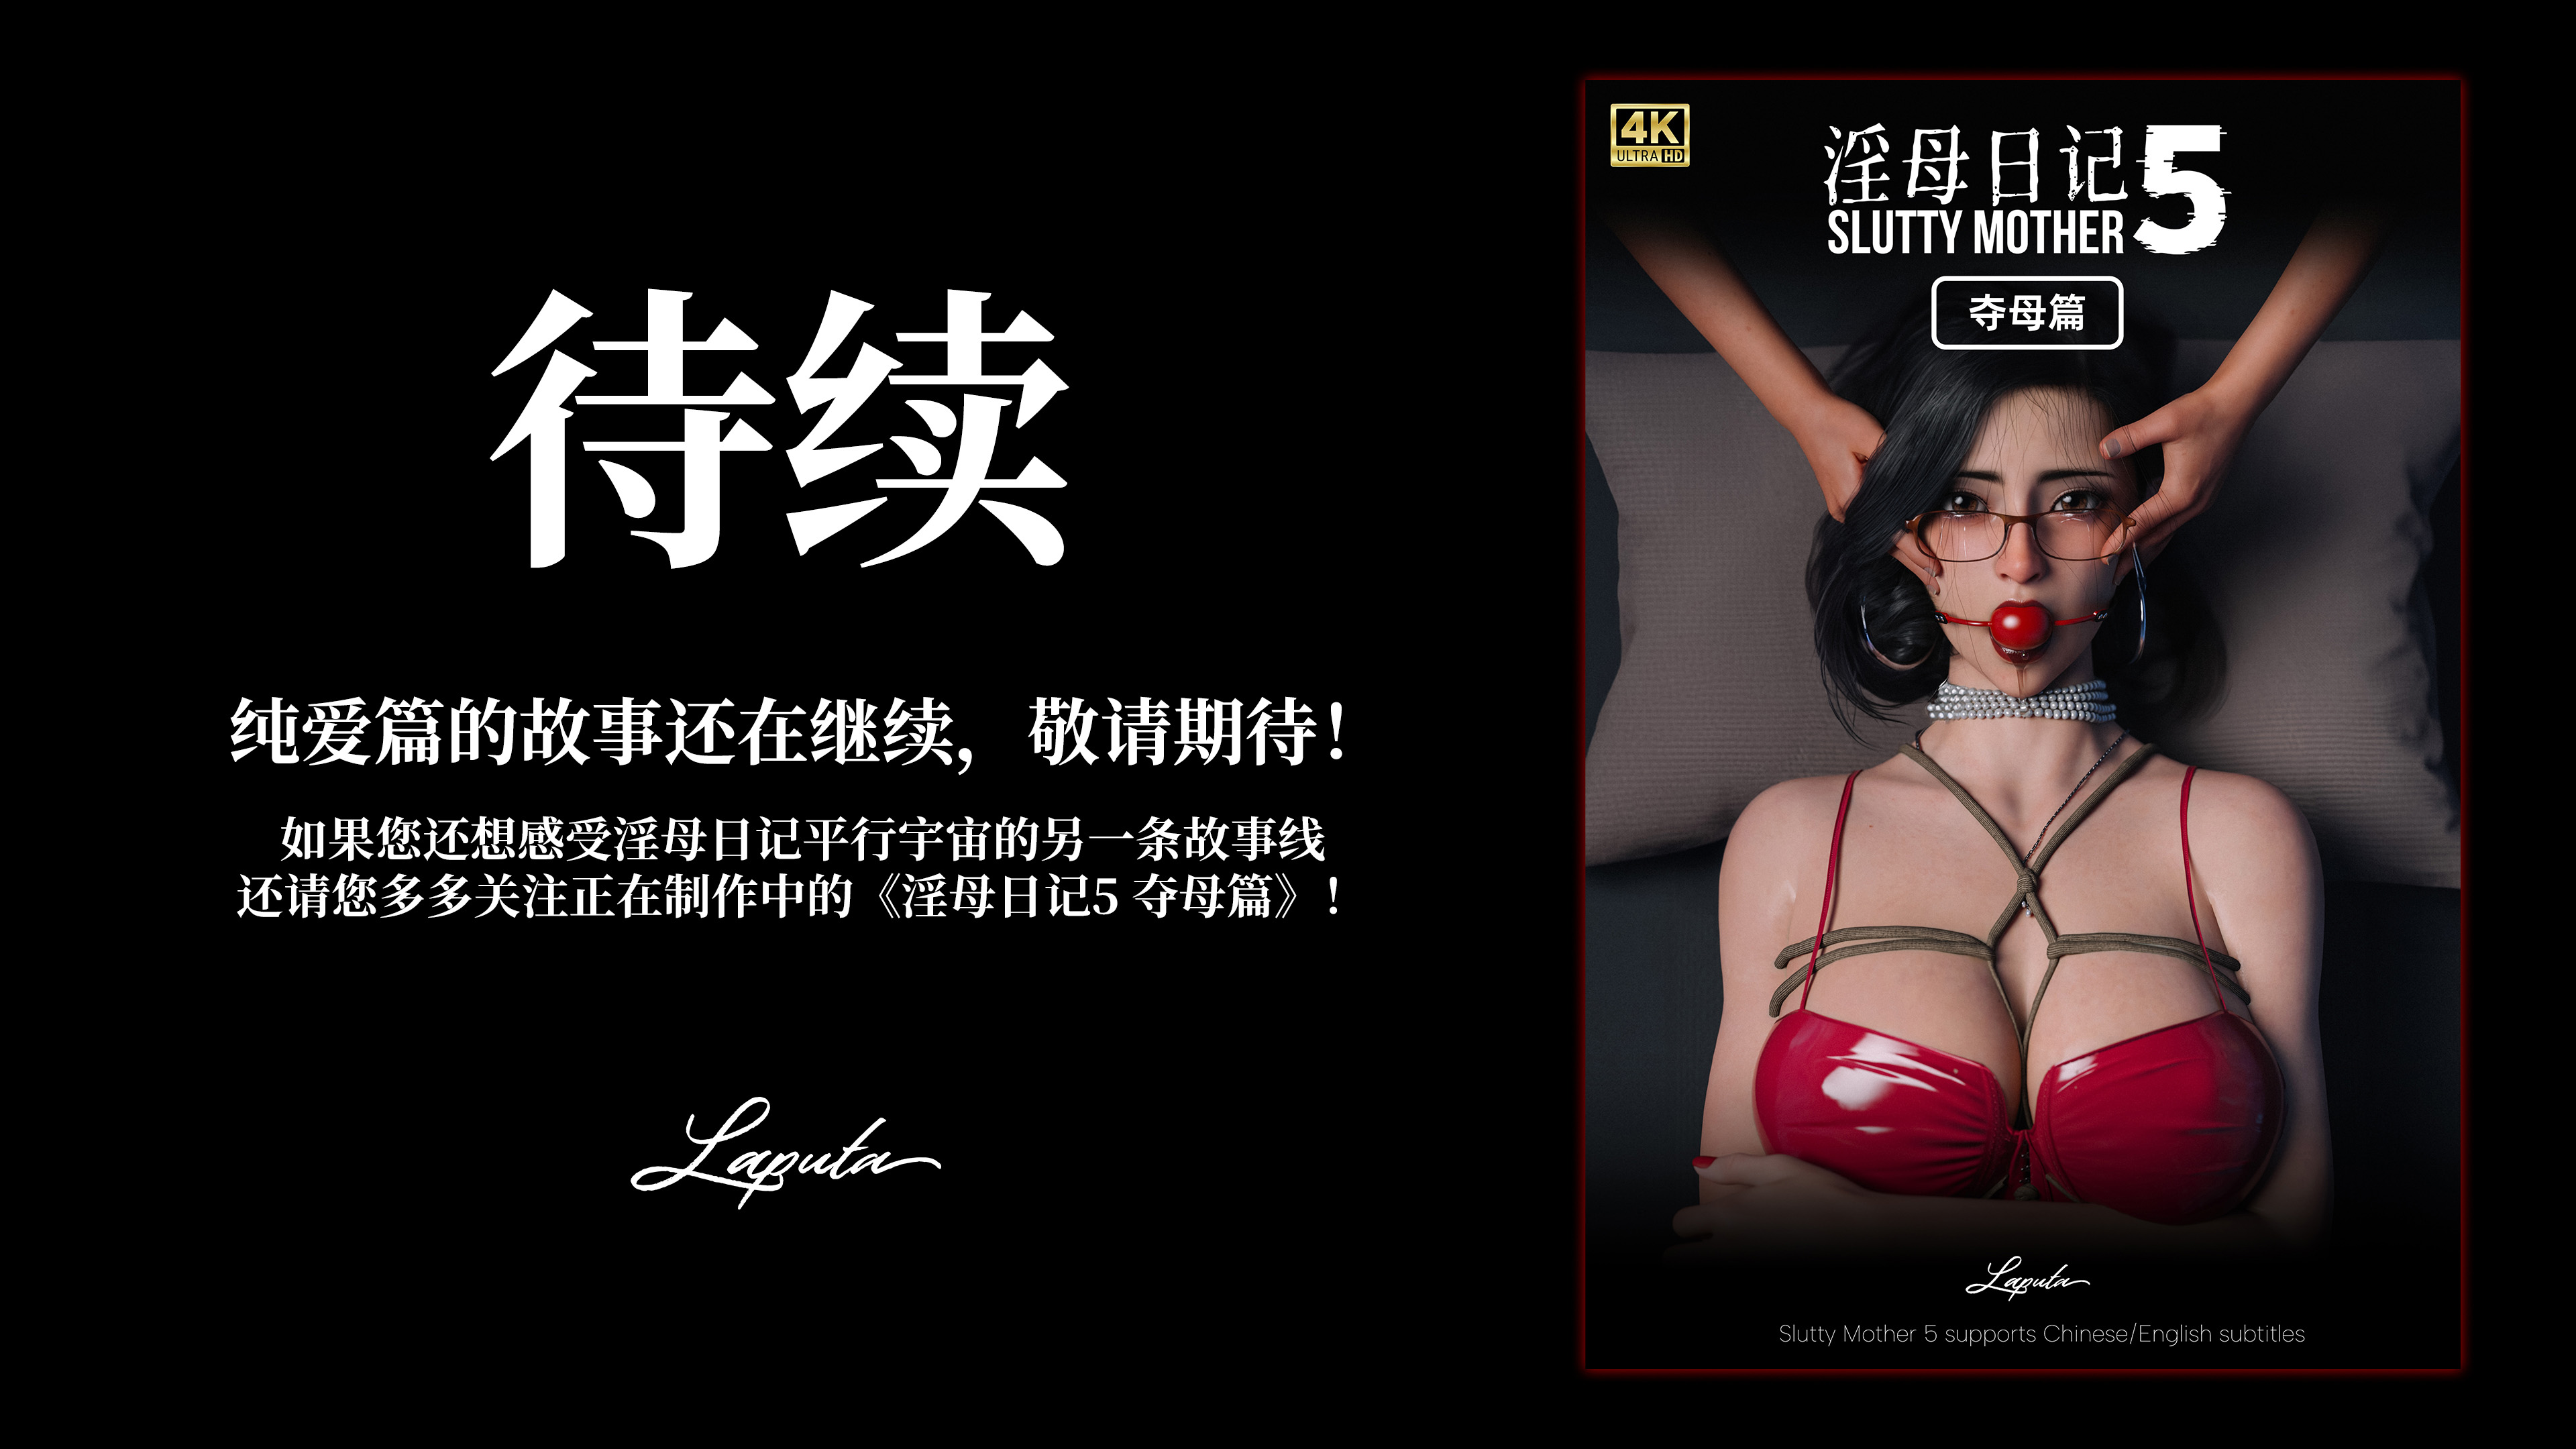 待续
纯爱篇的故事还在继续，敬请期待！
如果您还想感受淫母日记平行宇宙的另一条故事线
还请您多多关注正在制作中的《淫母日记5 夺母篇》！
Laputa
4K
ULTRA HD
淫母日记5
SLUTTY MOTHER
夺母篇
Laputa
Slutty Mother 5 supports Chinese/English subtitles